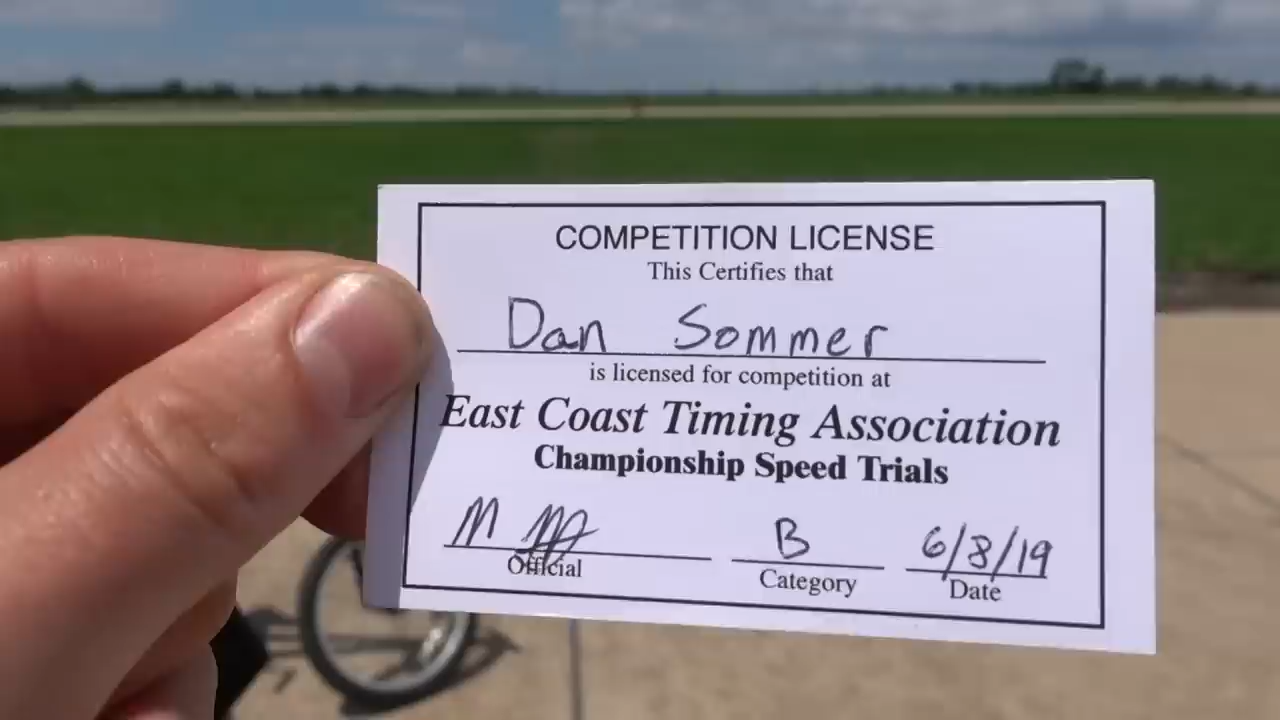 COMPETITION LICENSE
This Certifies that
Dan Sommer
is licensed for competition at
East Coast Timing Association
Championship Speed Trials
B 6/8/19
Official Category Date